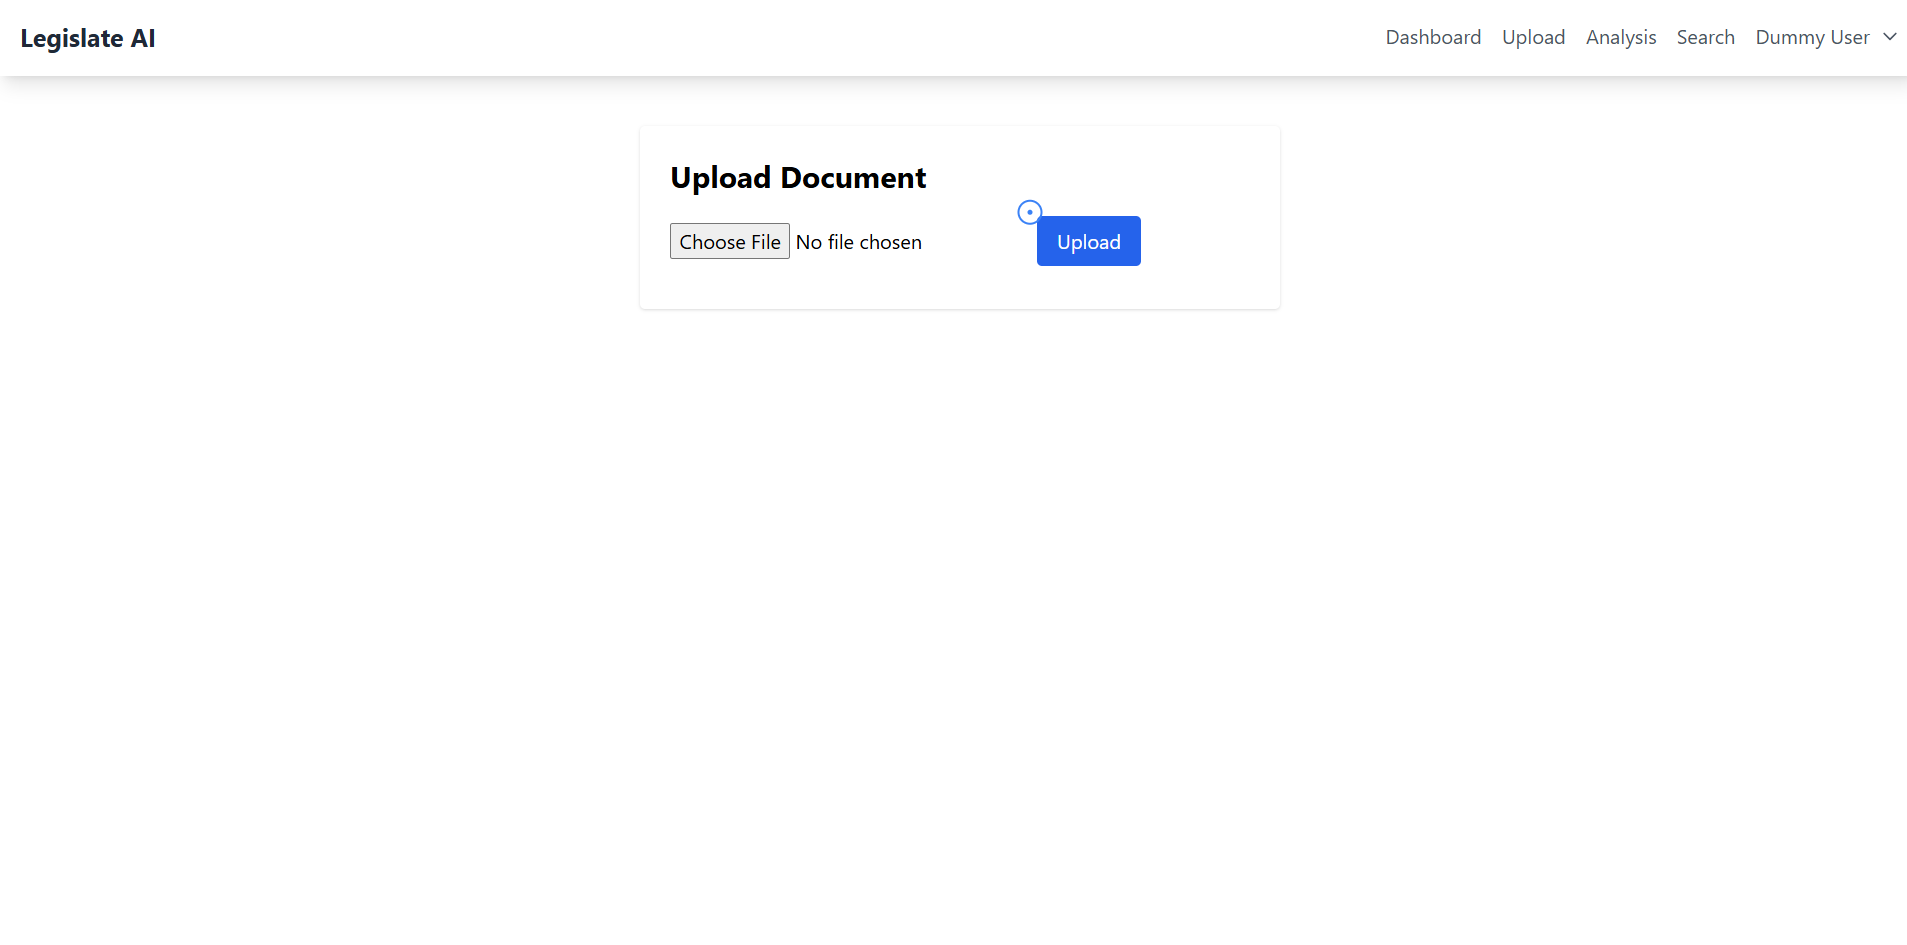 Legislate AI
Dashboard Upload Analysis Search Dummy User
Upload Document
Choose File No file chosen Upload